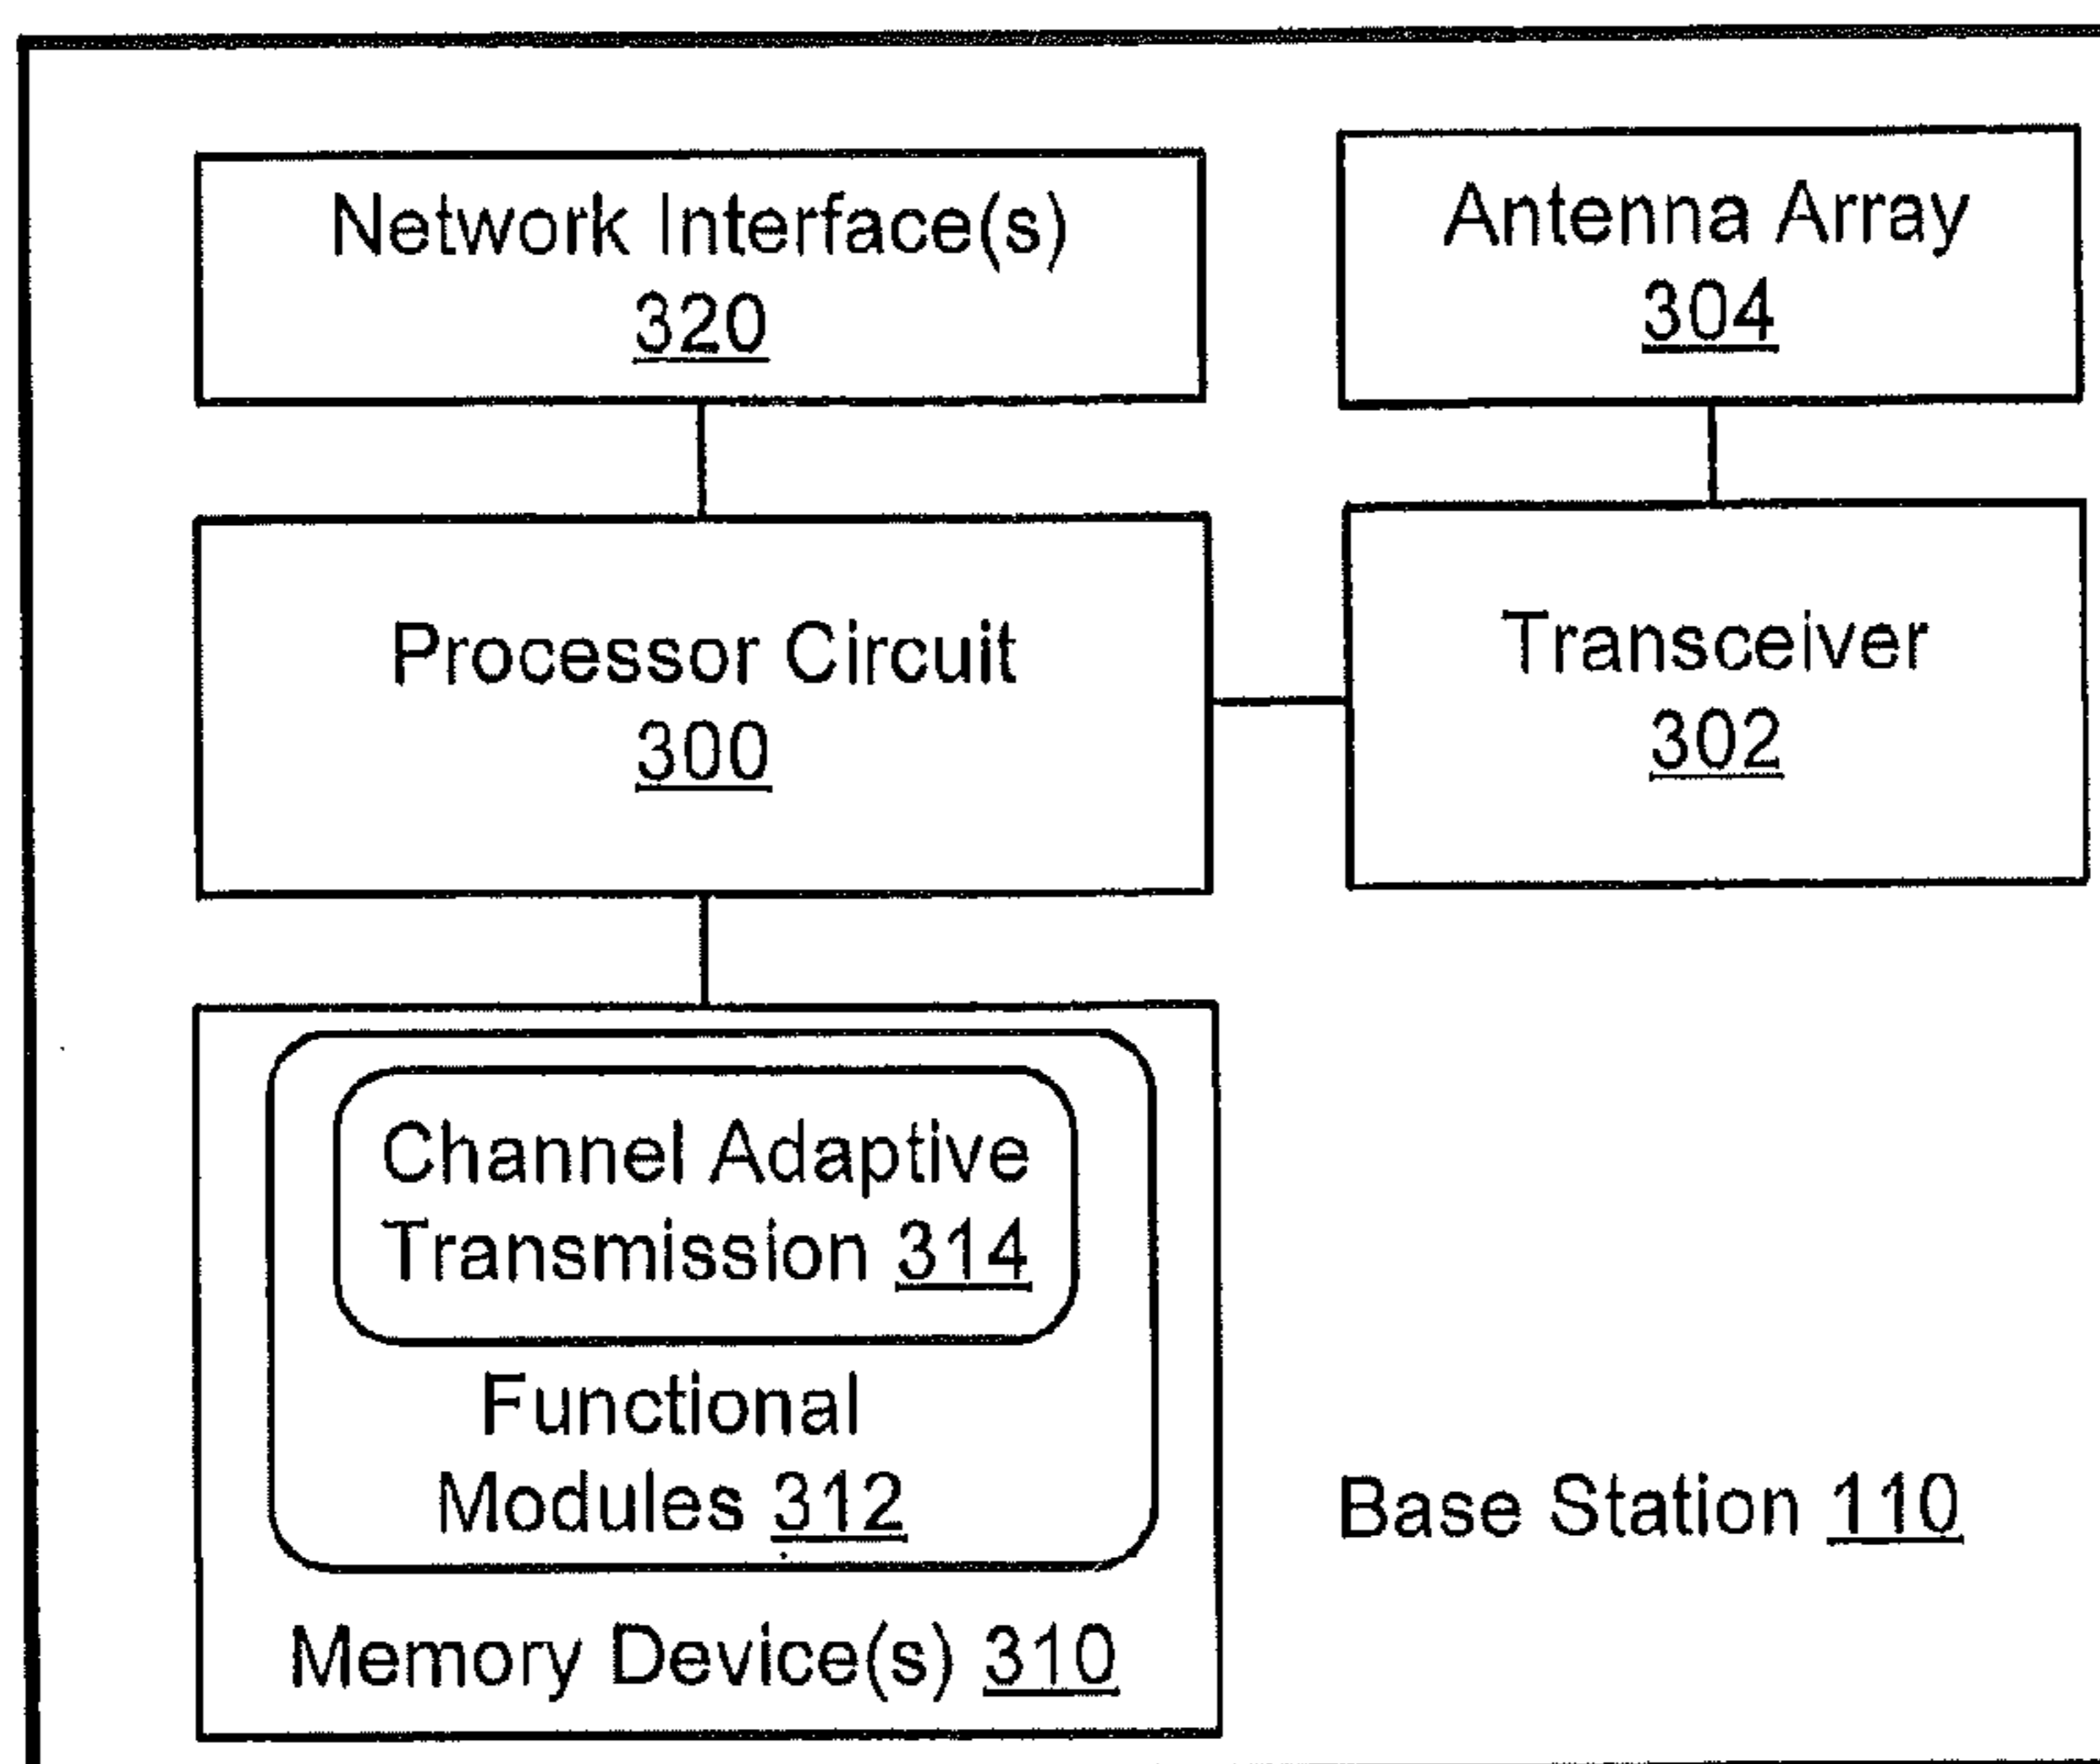 Network Interface(s)
320
Antenna Array
304
Processor Circuit
300
Transceiver
302
Channel Adaptive
Transmission 314
Functional
Modules 312
Memory Device(s) 310
Base Station 110